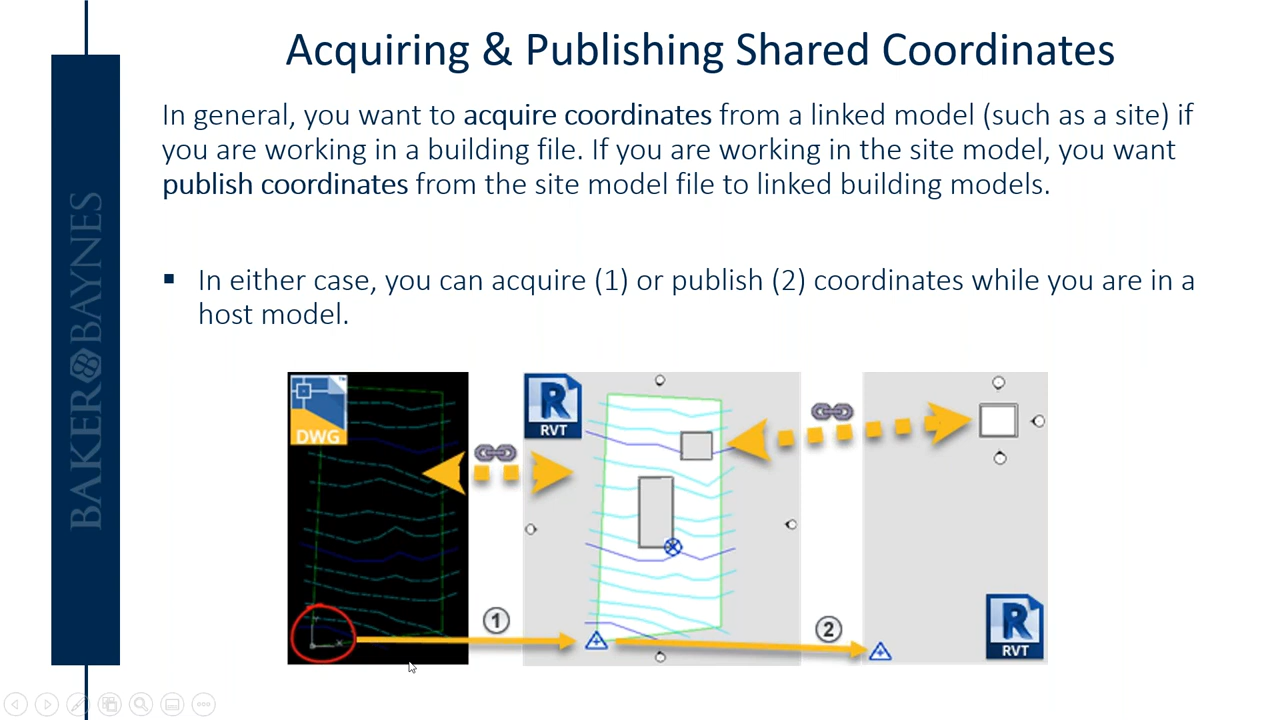 Acquiring & Publishing Shared Coordinates
In general, you want to acquire coordinates from a linked model (such as a site) if
you are working in a building file. If you are working in the site model, you want
publish coordinates from the site model file to linked building models.
▪ In either case, you can acquire (1) or publish (2) coordinates while you are in a
host model.
BAKER BAYNES
DWG
RVT
1
2
RVT